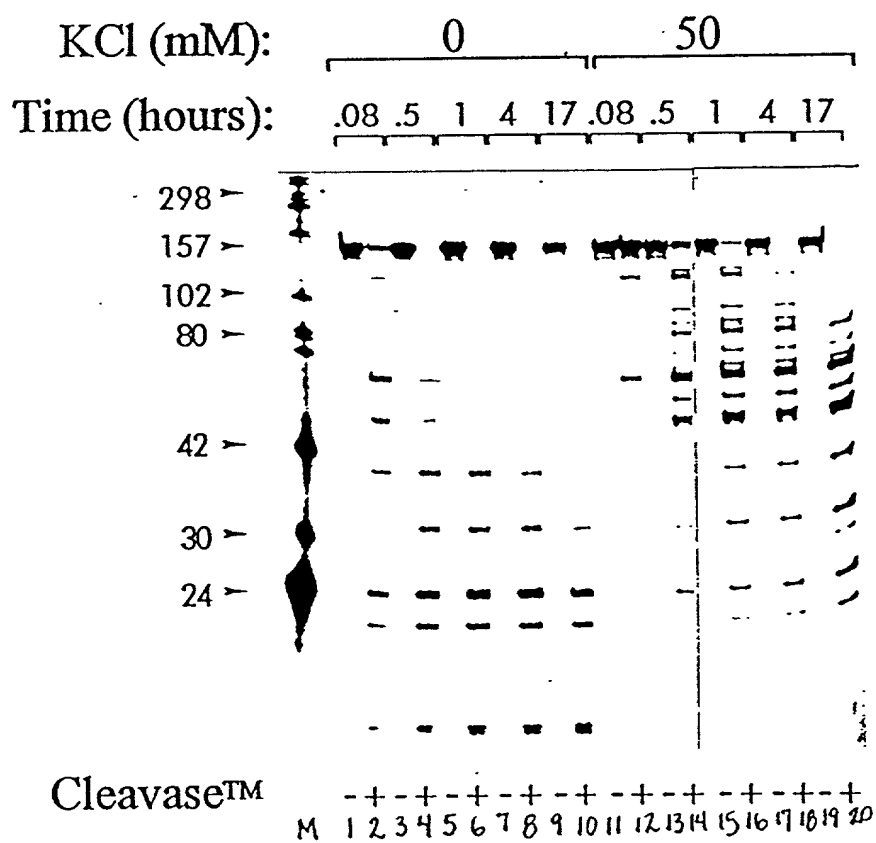 KCl (mM): 0 50
Time (hours): .08 .5 1 4 17 .08 .5 1 4 17
298
157
102
80
42
30
24
Cleavase™ - + - + - + - + - + - + - + - + - + - +
M 1 2 3 4 5 6 7 8 9 10 11 12 13 14 15 16 17 18 19 20